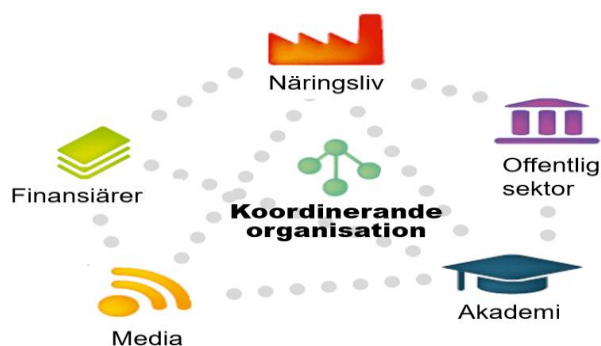 Näringsliv
Finansiärer
Offentlig
sektor
Koordinerande
organisation
Akademi
Media